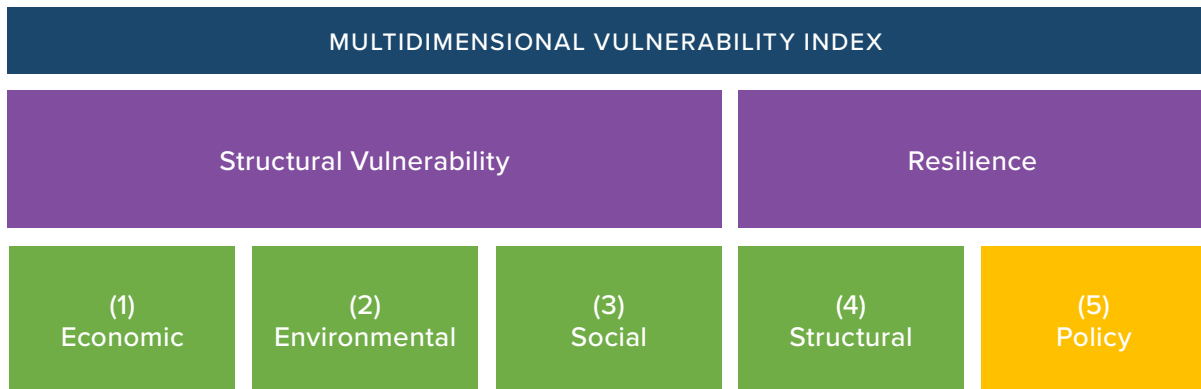 MULTIDIMENSIONAL VULNERABILITY INDEX
Structural Vulnerability
Resilience
(1)
Economic
(2)
Environmental
(3)
Social
(4)
Structural
(5)
Policy